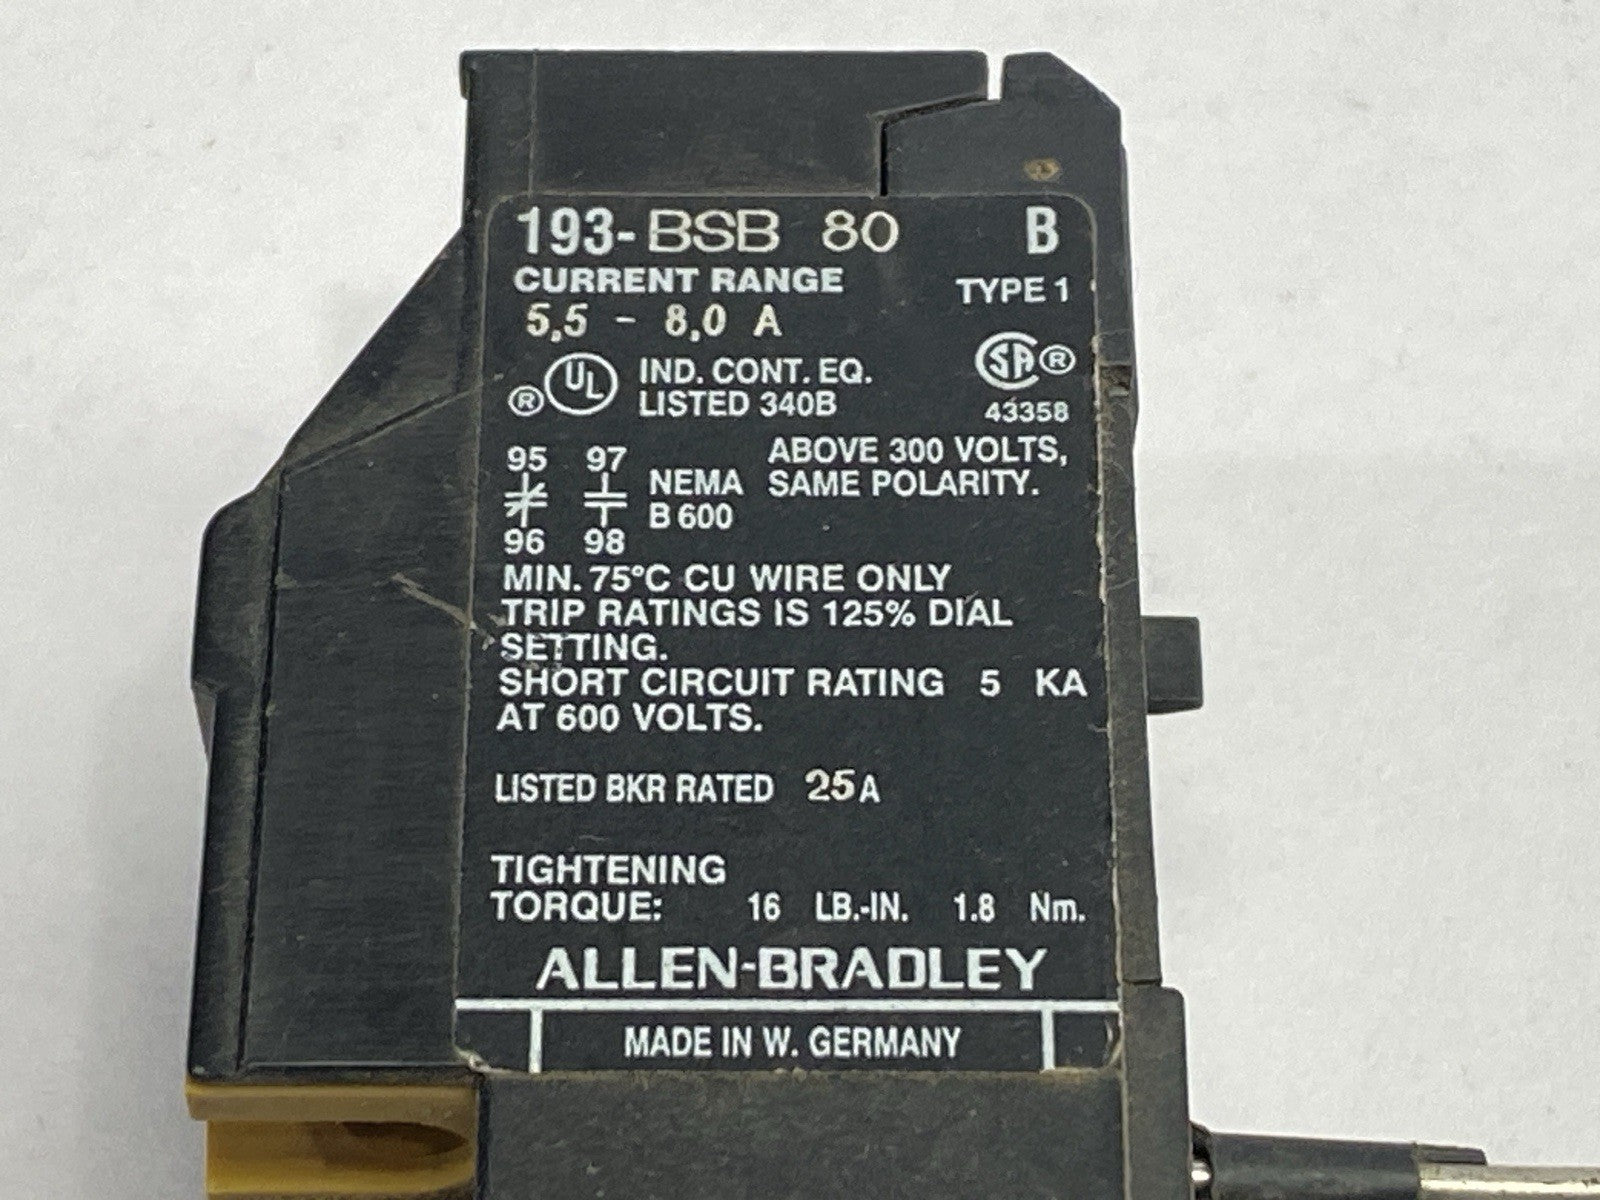 193-BSB 80 B
CURRENT RANGE TYPE 1
5,5 - 8,0 A
® UL IND. CONT. EQ. SA ®
LISTED 340B 43358
95 97 ABOVE 300 VOLTS,
NEMA SAME POLARITY.
B 600
96 98
MIN. 75°C CU WIRE ONLY
TRIP RATINGS IS 125% DIAL
SETTING.
SHORT CIRCUIT RATING 5 KA
AT 600 VOLTS.
LISTED BKR RATED 25 A
TIGHTENING
TORQUE: 16 LB.-IN. 1.8 Nm.
ALLEN-BRADLEY
MADE IN W. GERMANY